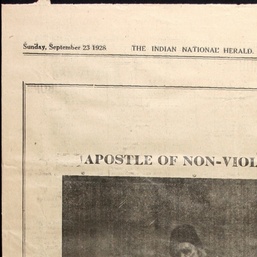 Sunday, September 23 1928 THE INDIAN NATIONAL HERALD.
APOSTLE OF NON-VIOL